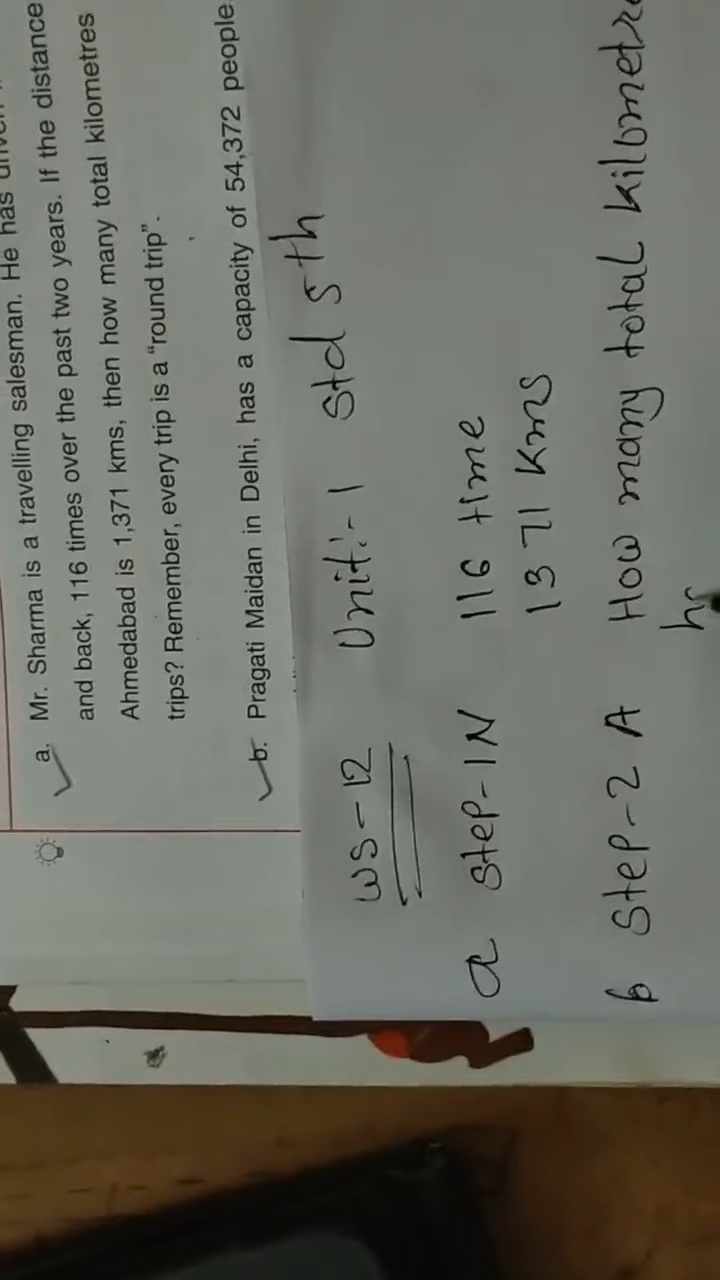 a. Mr. Sharma is a travelling salesman. He has
and back, 116 times over the past two years. If the distance
Ahmedabad is 1,371 kms, then how many total kilometres
trips? Remember, every trip is a "round trip".
b. Pragati Maidan in Delhi, has a capacity of 54,372 people
WS-12 Unit:-1 Std 5th
a Step-1N 116 time
1371 kms
b Step-2 A How many total kilometre